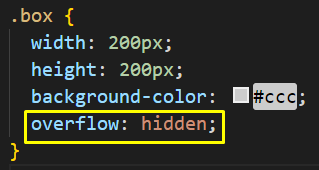 .box {
width: 200px;
height: 200px;
background-color: #ccc;
overflow: hidden;
}